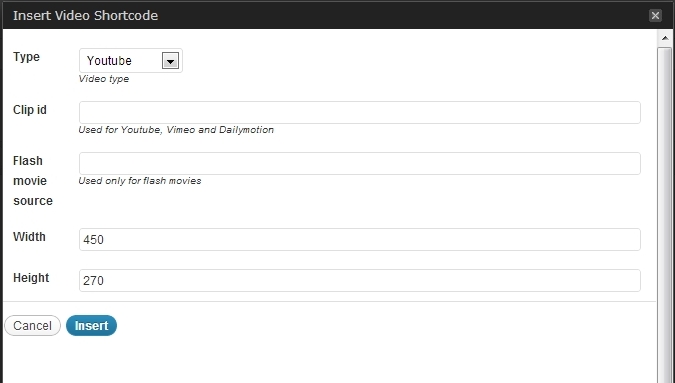 Insert Video Shortcode
Type
Youtube
Video type
Clip id
Used for Youtube, Vimeo and Dailymotion
Flash
movie
source
Used only for flash movies
Width
450
Height
270
Cancel
Insert